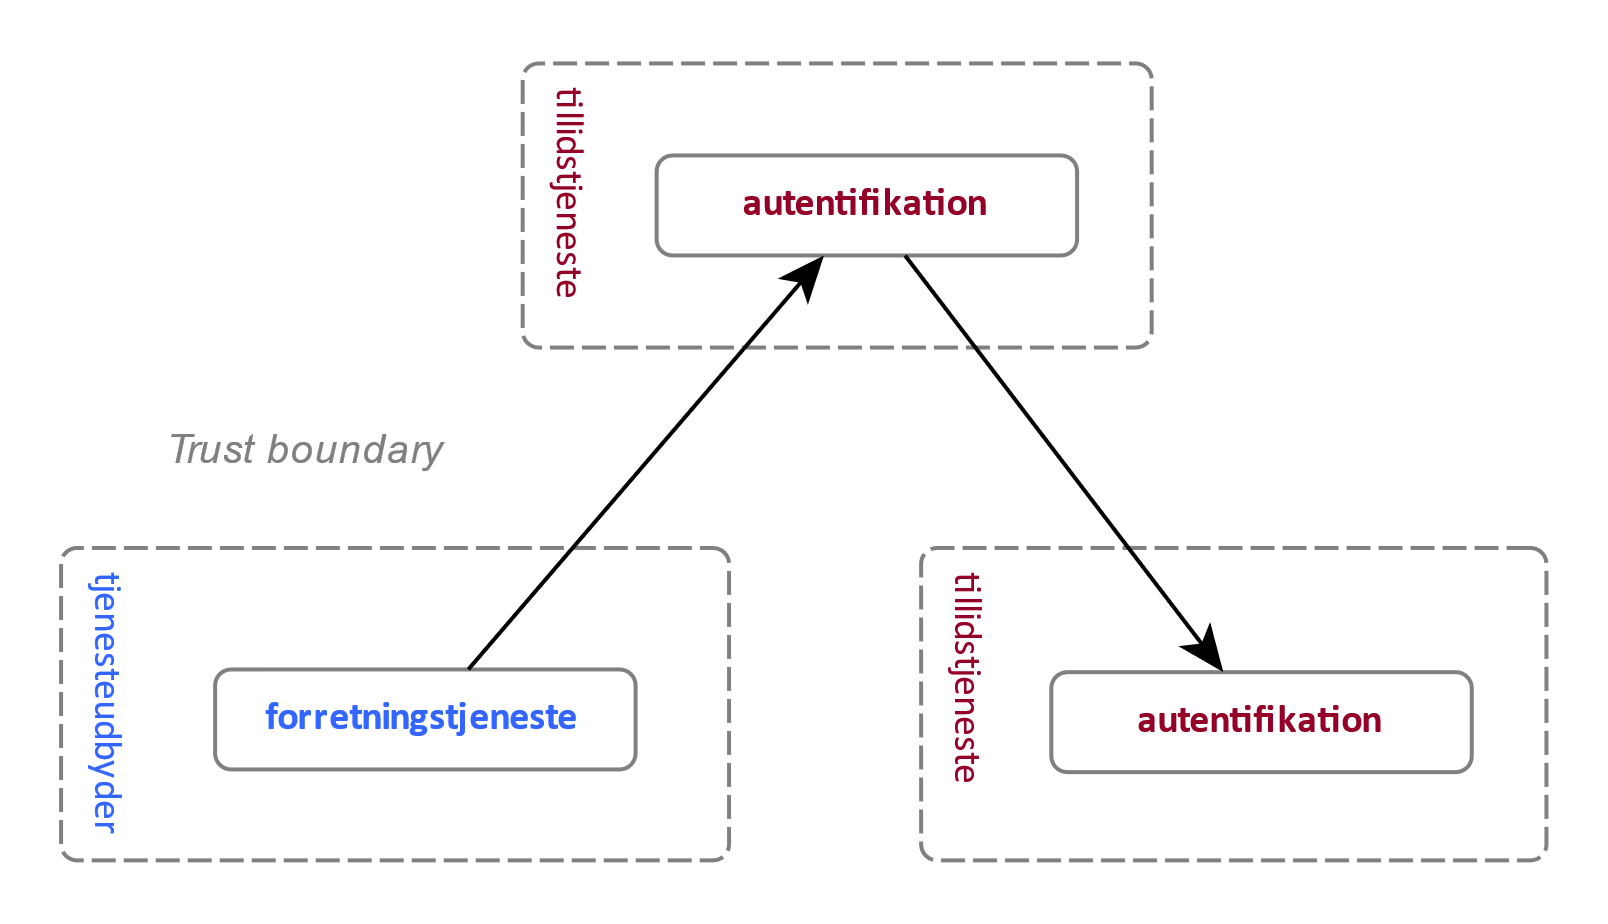 tillidstjeneste
autentifikation
Trust boundary
tjenesteudbyder
forretningstjeneste
tillidstjeneste
autentifikation